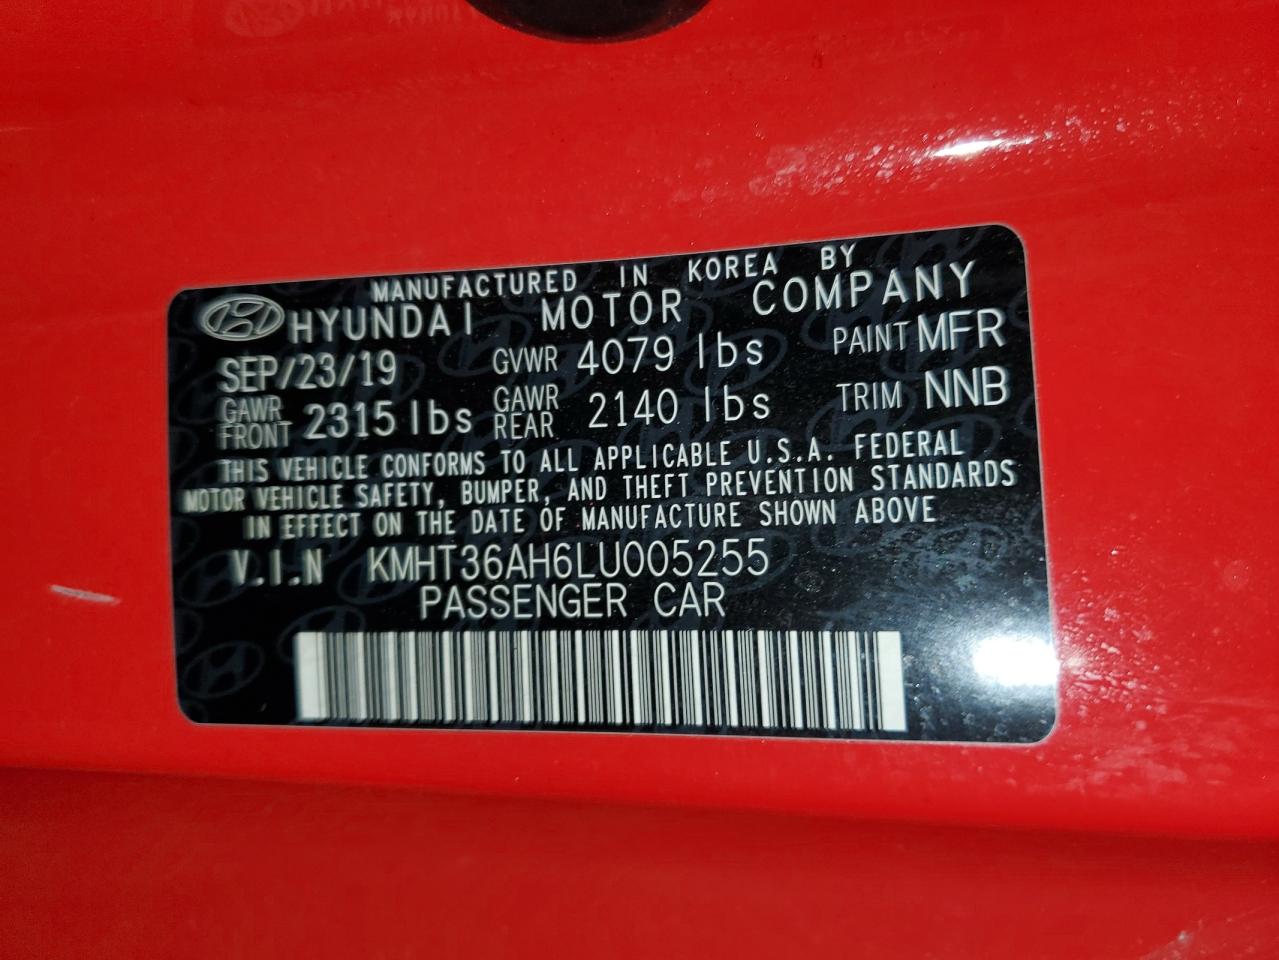 MANUFACTURED IN KOREA BY
HYUNDAI MOTOR COMPANY
SEP/23/19 GVWR 4079 lbs PAINT MFR
GAWR FRONT 2315 lbs GAWR REAR 2140 lbs TRIM NNB
THIS VEHICLE CONFORMS TO ALL APPLICABLE U.S.A. FEDERAL
MOTOR VEHICLE SAFETY, BUMPER, AND THEFT PREVENTION STANDARDS
IN EFFECT ON THE DATE OF MANUFACTURE SHOWN ABOVE
V.I.N KMHT36AH6LU005255
PASSENGER CAR